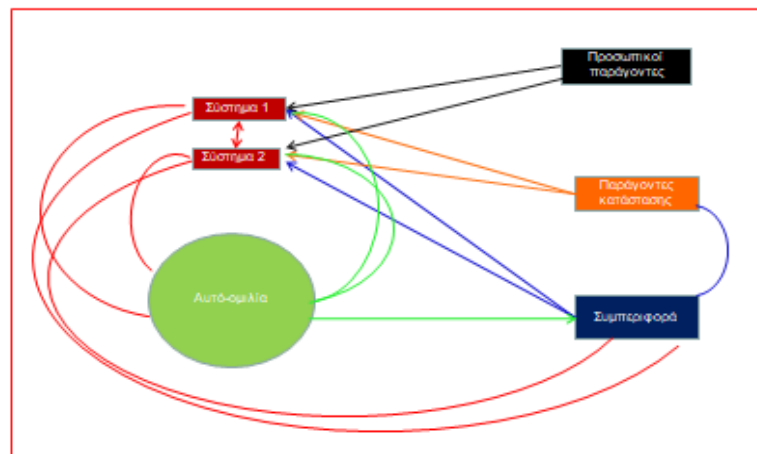 Προσωπικοί
παράγοντες
Σύστημα 1
Σύστημα 2
Παράγοντες
κατάστασης
Αυτό-ομιλία
Συμπεριφορά